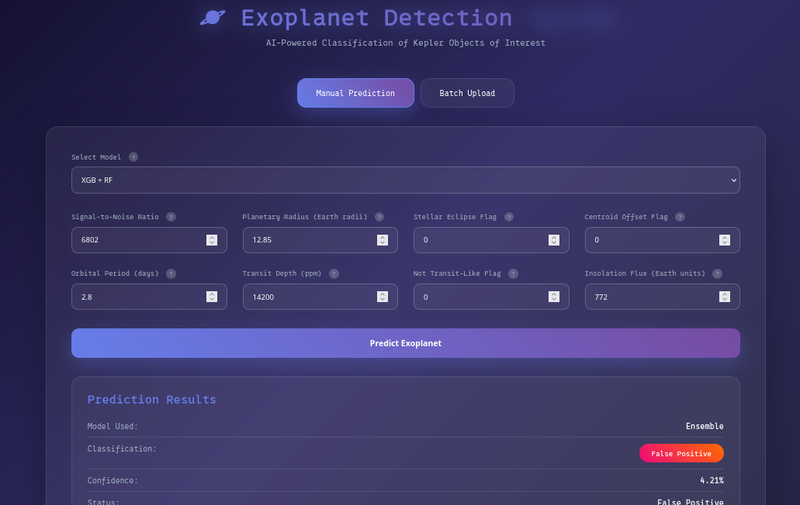 Exoplanet Detection
AI-Powered Classification of Kepler Objects of Interest
Manual Prediction
Batch Upload
Select Model ?
XGB + RF
Signal-to-Noise Ratio ? Planetary Radius (Earth radii) ? Stellar Eclipse Flag ? Centroid Offset Flag ?
6802 12.85 0 0
Orbital Period (days) ? Transit Depth (ppm) ? Not Transit-Like Flag ? Insolation Flux (Earth units) ?
2.8 14200 0 772
Predict Exoplanet
Prediction Results
Model Used: Ensemble
Classification: False Positive
Confidence: 4.21%
Status: False Positive